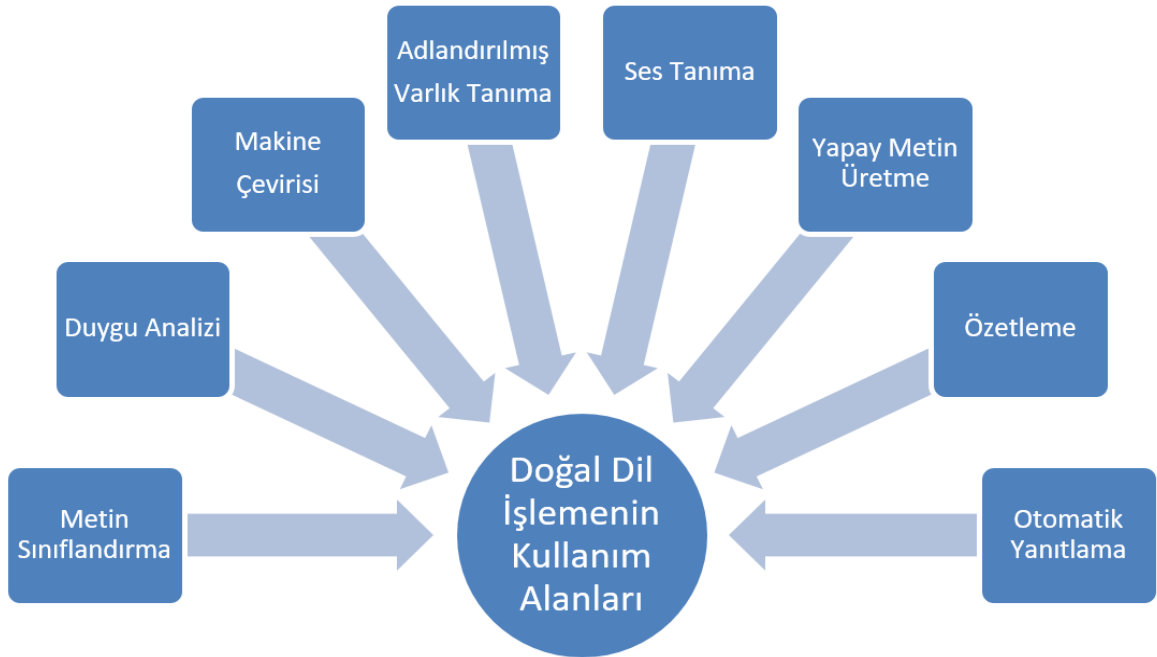 Adlandırılmış
Varlık Tanıma
Ses Tanıma
Makine
Çevirisi
Yapay Metin
Üretme
Duygu Analizi
Özetleme
Metin
Sınıflandırma
Doğal Dil
İşlemenin
Kullanım
Alanları
Otomatik
Yanıtlama